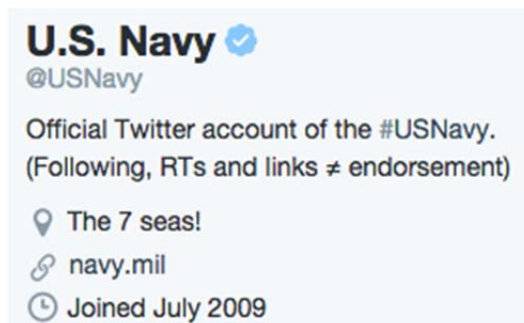 U.S. Navy
@USNavy
Official Twitter account of the #USNavy.
(Following, RTs and links ≠ endorsement)
The 7 seas!
navy.mil
Joined July 2009